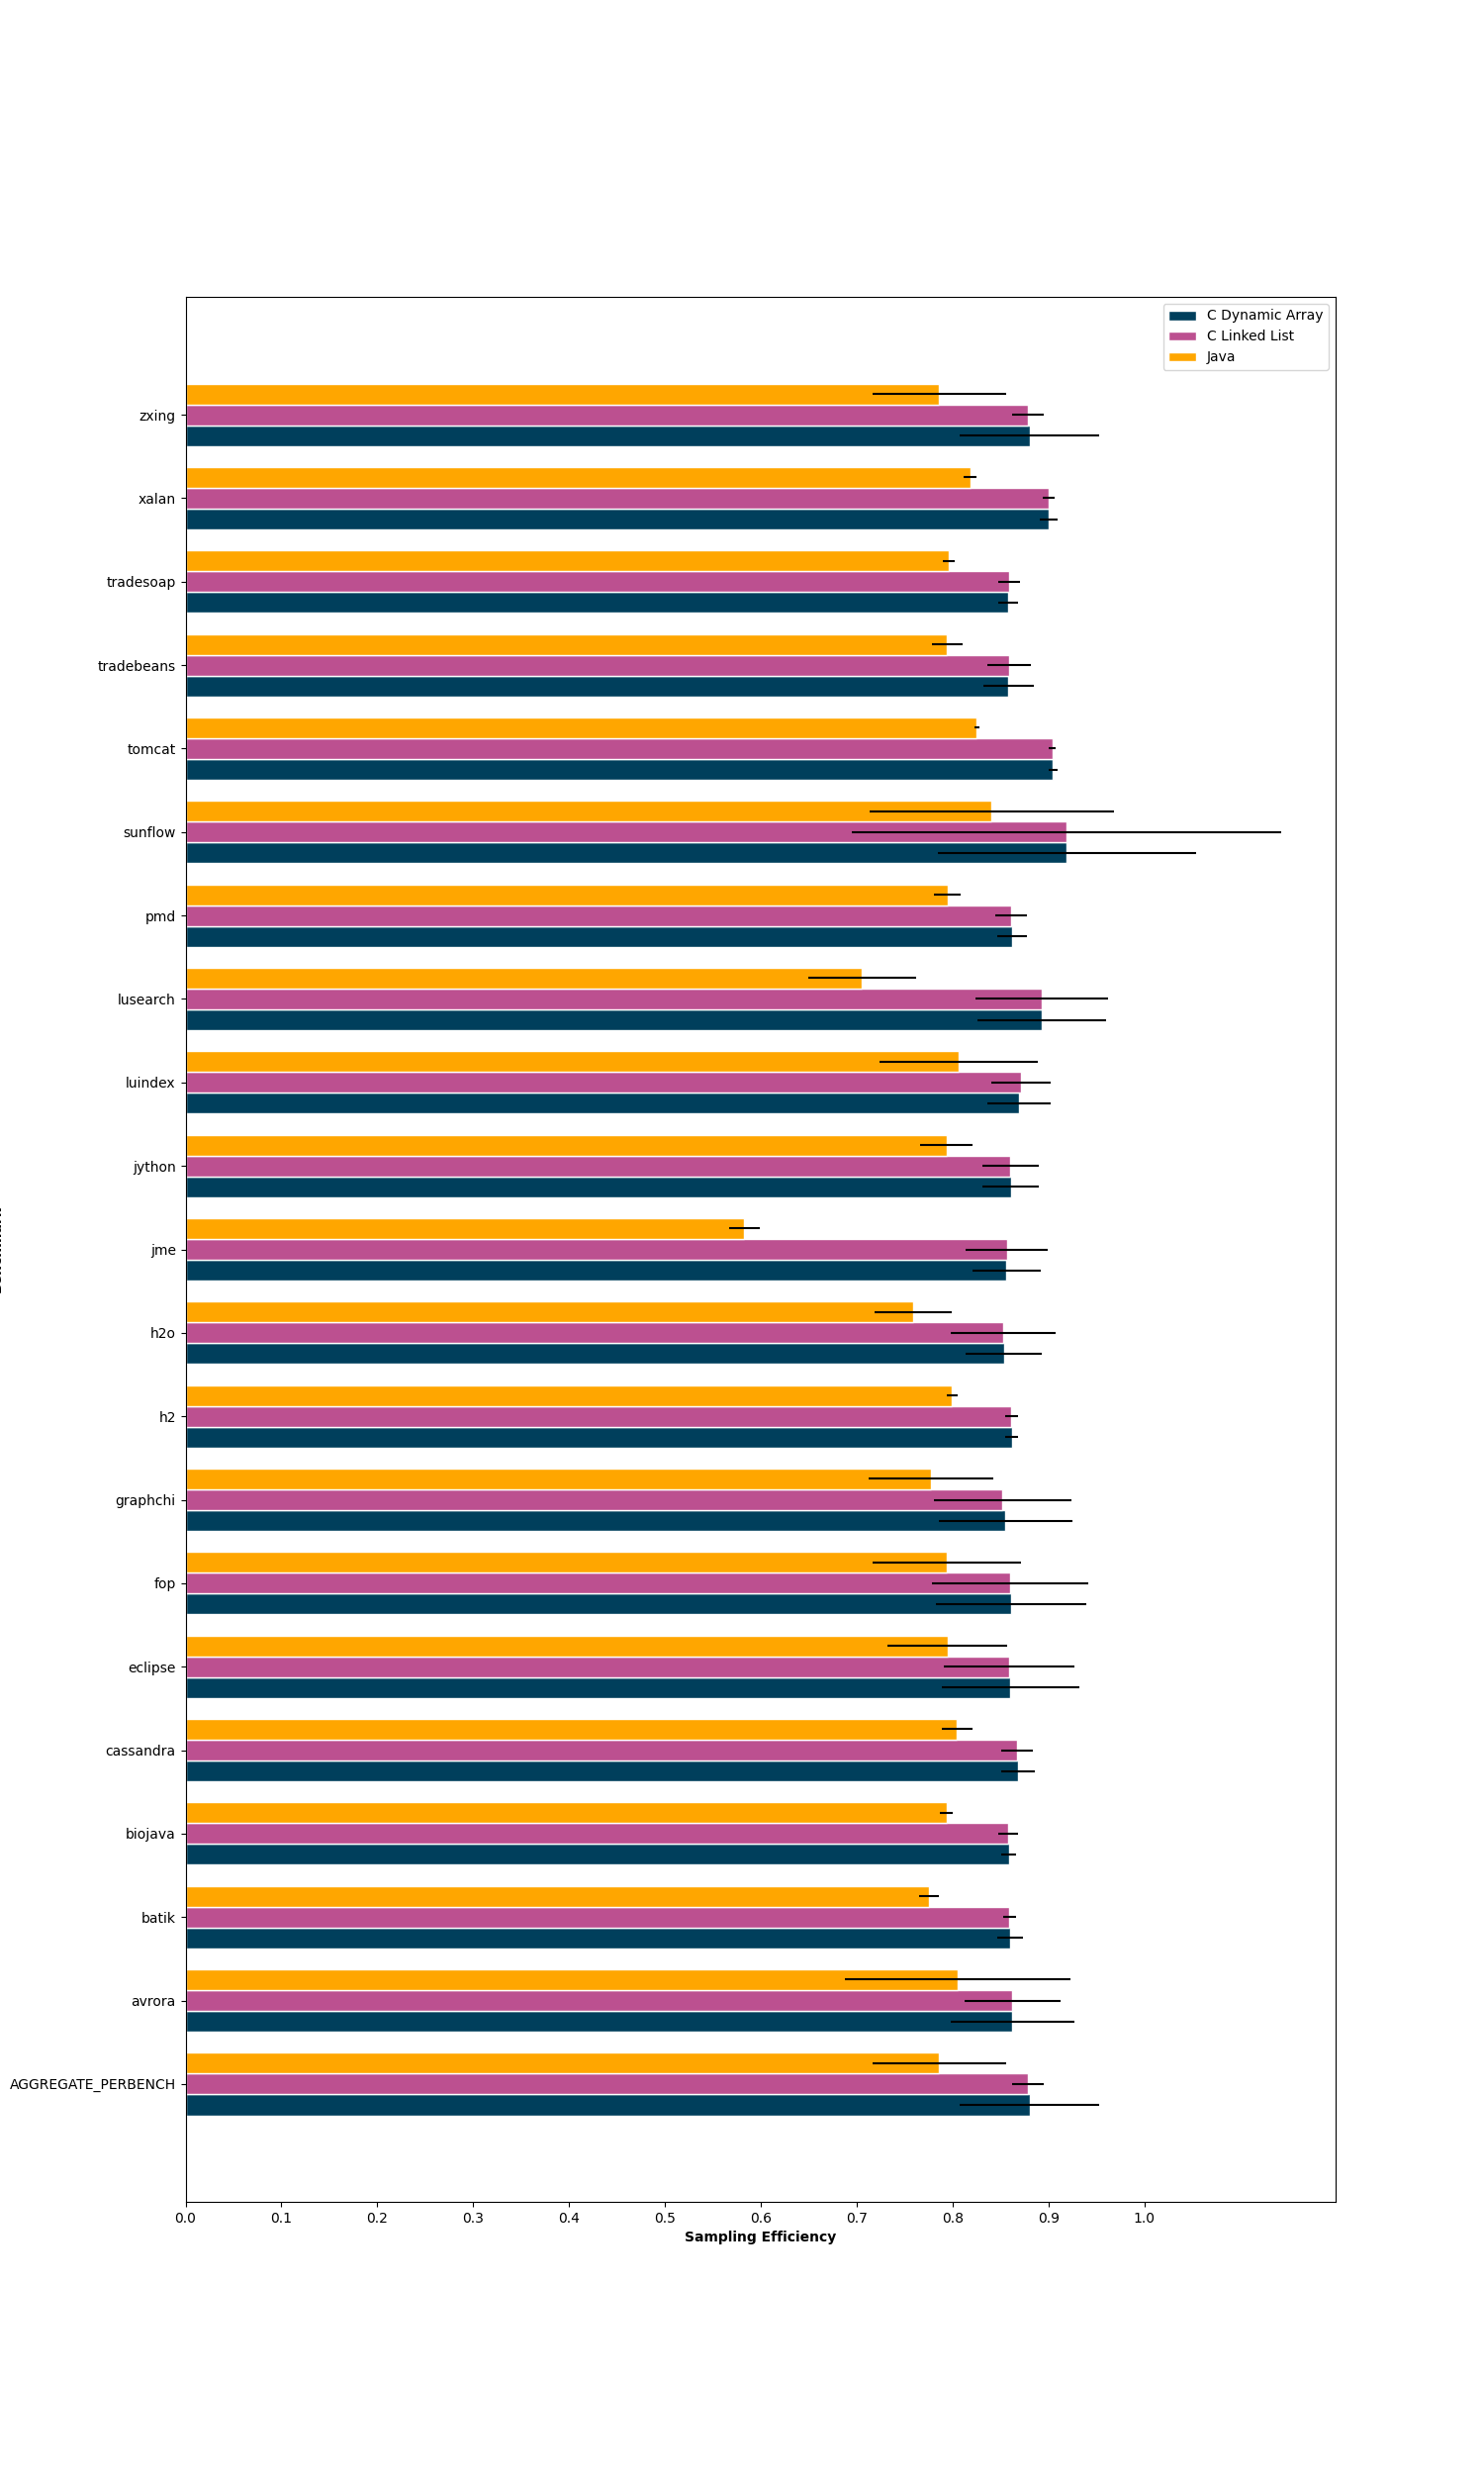 C Dynamic Array
C Linked List
Java
zxing
xalan
tradesoap
tradebeans
tomcat
sunflow
pmd
lusearch
luindex
jython
jme
h2o
h2
graphchi
fop
eclipse
cassandra
biojava
batik
avrora
AGGREGATE_PERBENCH
0.0 0.1 0.2 0.3 0.4 0.5 0.6 0.7 0.8 0.9 1.0
Sampling Efficiency